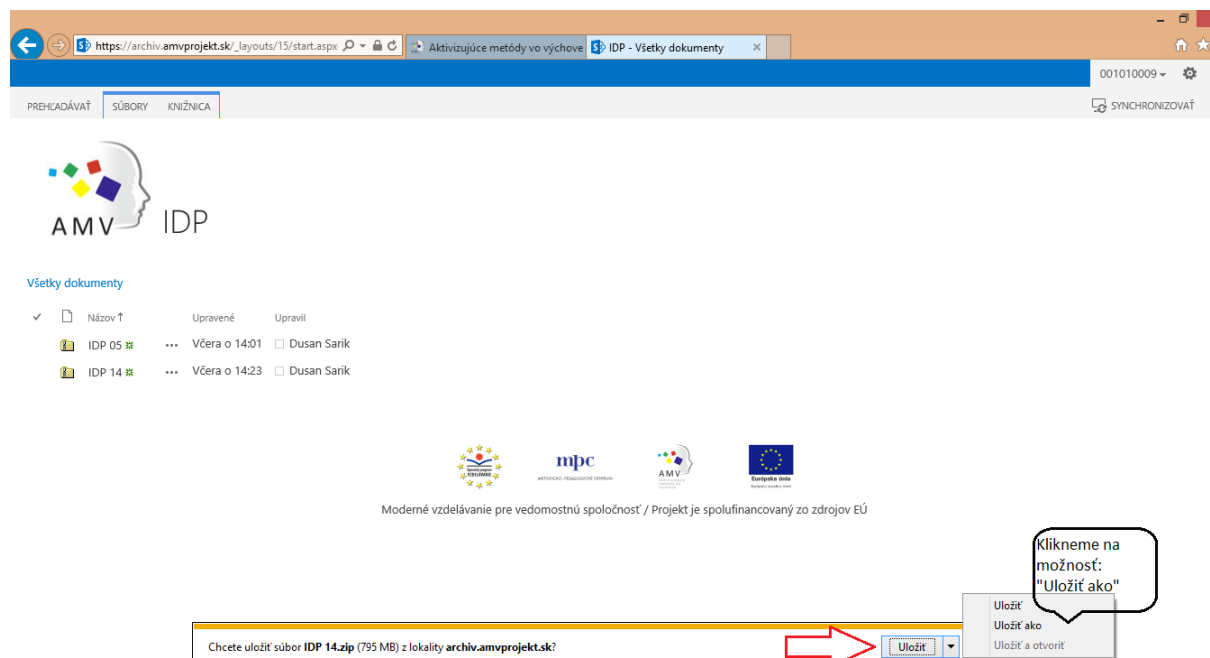 https://archiv.amvprojekt.sk/_layouts/15/start.aspx
Aktivizujúce metódy vo výchove
IDP - Všetky dokumenty
001010009
PREHĽADÁVAŤ SÚBORY KNIŽNICA
SYNCHRONIZOVAŤ
AMV
IDP
Všetky dokumenty
Názov Upravené Upravil
IDP 05 ... Včera o 14:01 Dusan Sarik
IDP 14 ... Včera o 14:23 Dusan Sarik
VZDELÁVANIE
mpc
METODICKO-PEDAGOGICKÉ CENTRUM
AMV
Európska únia
Moderné vzdelávanie pre vedomostnú spoločnosť / Projekt je spolufinancovaný zo zdrojov EÚ
Klikneme na
možnosť:
"Uložiť ako"
Uložiť
Uložiť ako
Uložiť a otvoriť
Chcete uložiť súbor IDP 14.zip (795 MB) z lokality archiv.amvprojekt.sk?
Uložiť